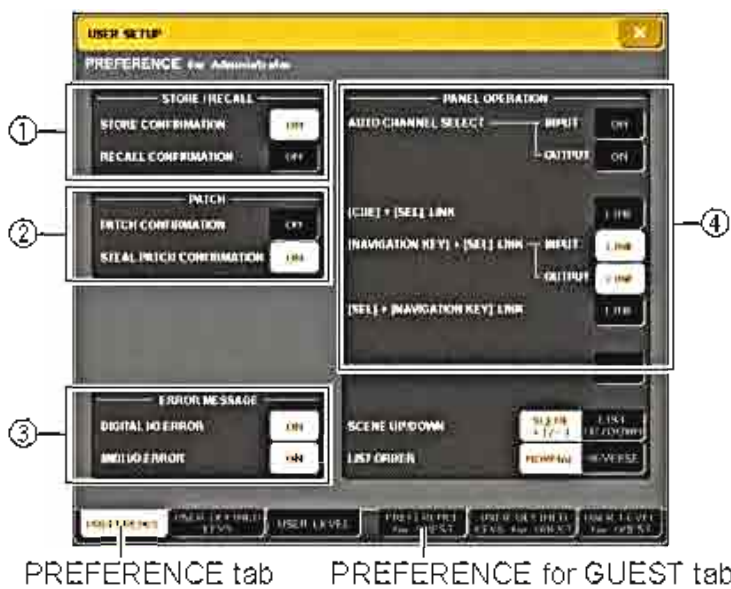 USER SETUP
PREFERENCE for Administrator
STORE / RECALL
STORE CONFIRMATION ON
RECALL CONFIRMATION OFF
PATCH
PATCH CONFIRMATION
STEAL PATCH CONFIRMATION ON
ERROR MESSAGE
DIGITAL I/O ERROR ON
MIDI I/O ERROR ON
PANEL OPERATION
AUTO CHANNEL SELECT INPUT ON
OUTPUT ON
[CUE] + [SEL] LINK LINK
[NAVIGATION KEY] + [SEL] LINK INPUT LINK
OUTPUT LINK
[SEL] + [NAVIGATION KEY] LINK LINK
SCENE UP/DOWN SCENE +1/-1 LIST UP/DOWN
LIST ORDER NORMAL REVERSE
PREFERENCE USER DEFINED KEYS USER LEVEL PREFERENCE for GUEST USER DEFINED KEYS for GUEST USER LEVEL for GUEST
1
2
3
4
PREFERENCE tab PREFERENCE for GUEST tab